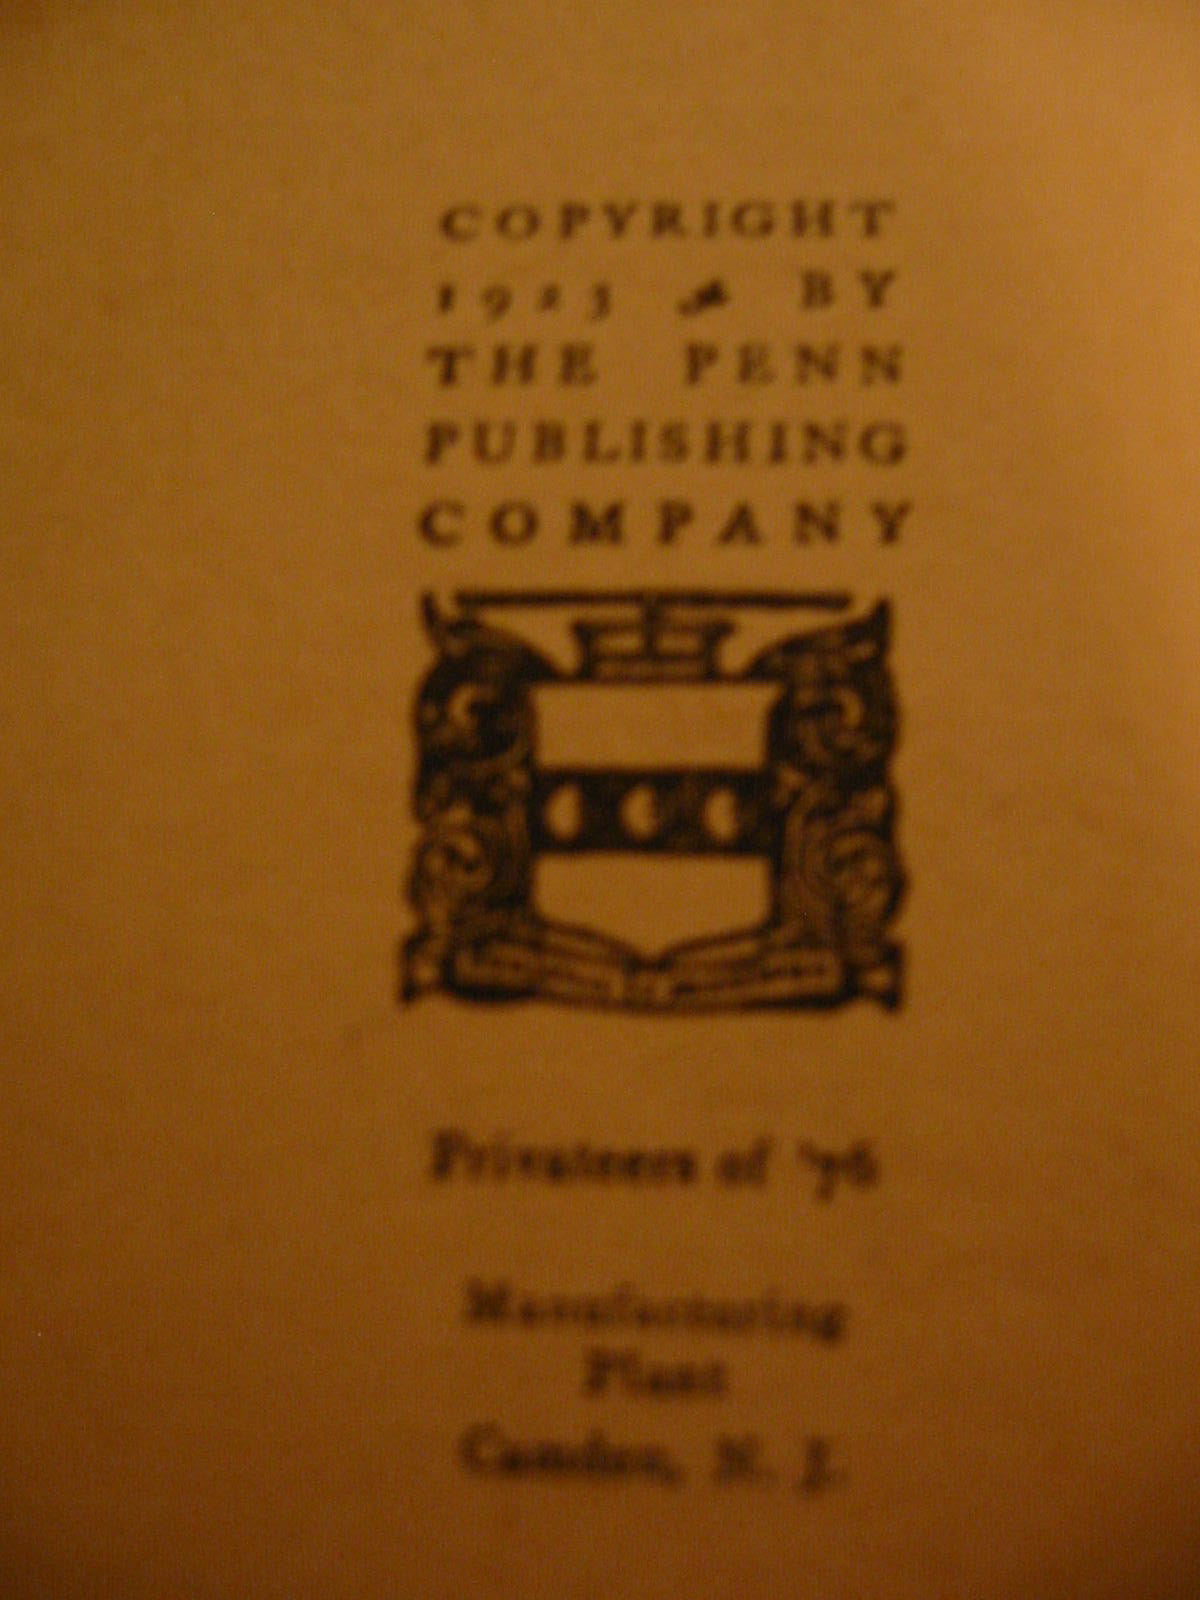 COPYRIGHT
1923 BY
THE PENN
PUBLISHING
COMPANY
Privateers of '76
Manufacturing
Plant
Camden, N. J.